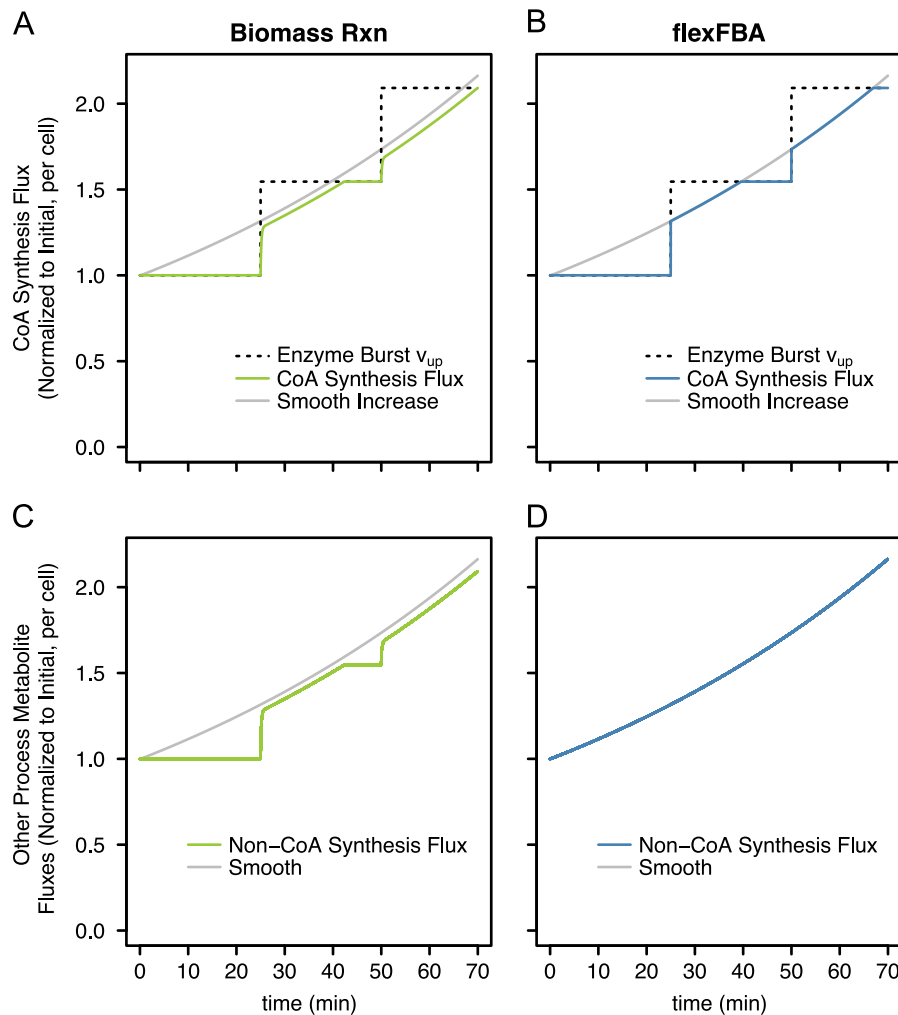 A
Biomass Rxn
B
flexFBA
CoA Synthesis Flux
(Normalized to Initial, per cell)
2.0
1.5
1.0
0.5
0.0
Enzyme Burst vup
CoA Synthesis Flux
Smooth Increase
Enzyme Burst vup
CoA Synthesis Flux
Smooth Increase
C
D
Other Process Metabolite
Fluxes (Normalized to Initial, per cell)
2.0
1.5
1.0
0.5
0.0
Non−CoA Synthesis Flux
Smooth
Non−CoA Synthesis Flux
Smooth
0 10 20 30 40 50 60 70
time (min)
0 10 20 30 40 50 60 70
time (min)